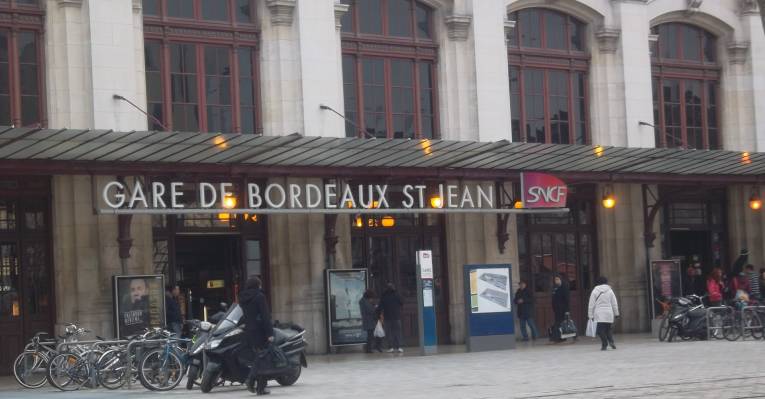 GARE DE BORDEAUX ST JEAN
SNCF